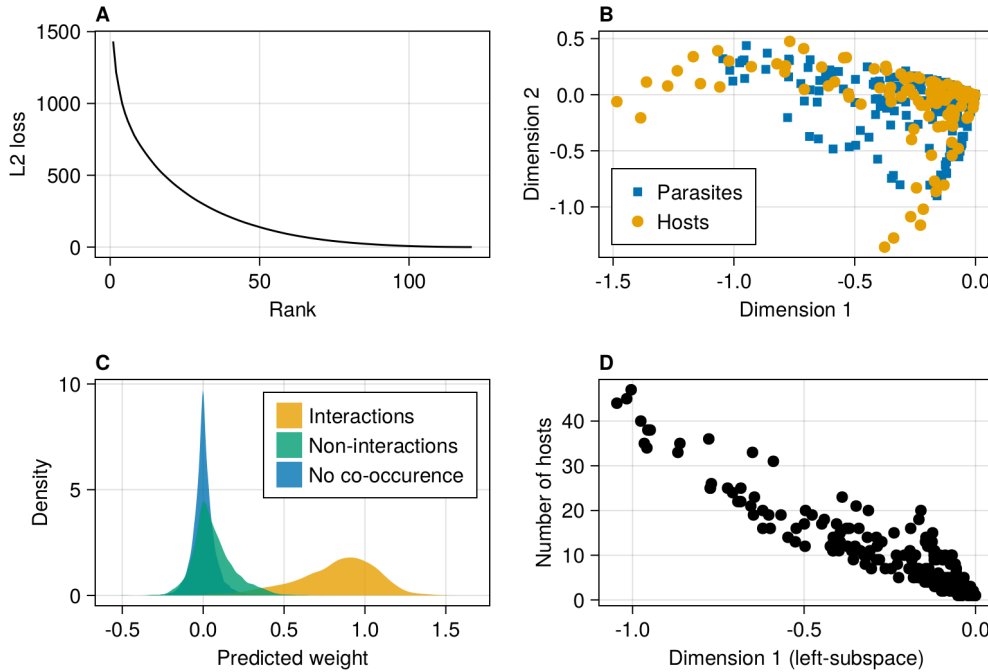 A
1500
1000
500
0
L2 loss
0
50
100
Rank
B
0.5
0.0
-0.5
-1.0
Dimension 2
Parasites
Hosts
-1.5
-1.0
-0.5
0.0
Dimension 1
C
10
5
0
Density
Interactions
Non-interactions
No co-occurence
-0.5
0.0
0.5
1.0
1.5
Predicted weight
D
40
30
20
10
0
Number of hosts
-1.0
-0.5
0.0
Dimension 1 (left-subspace)